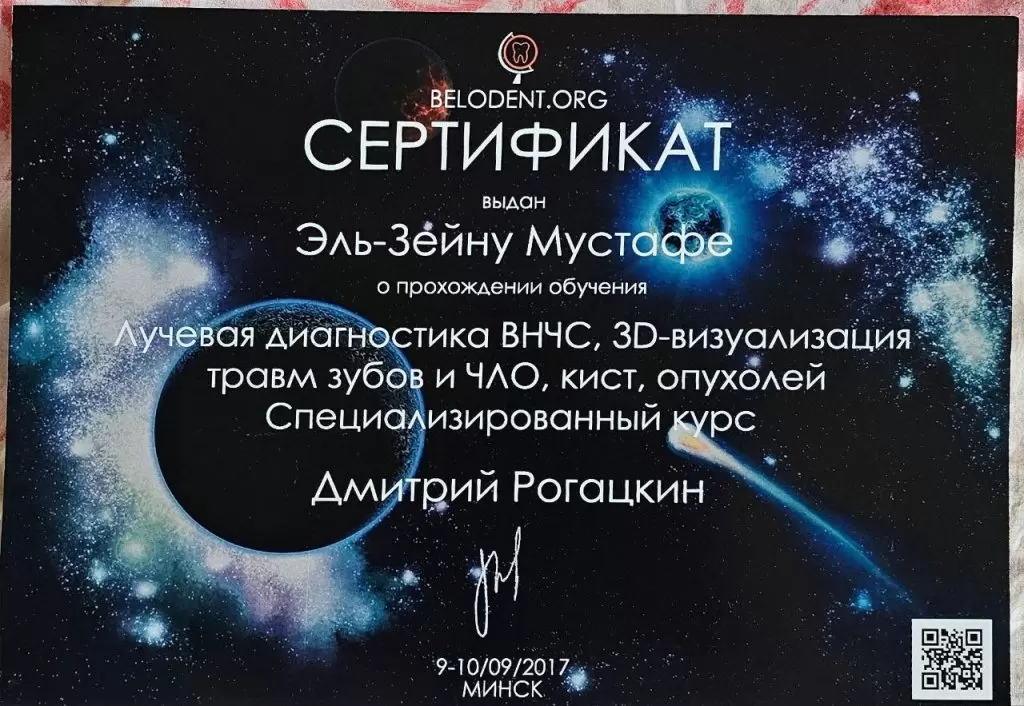 BELODENT.ORG
СЕРТИФИКАТ
выдан
Эль-Зейну Мустафе
о прохождении обучения
Лучевая диагностика ВНЧС, 3D-визуализация
травм зубов и ЧЛО, кист, опухолей
Специализированный курс
Дмитрий Рогацкин
9-10/09/2017
МИНСК